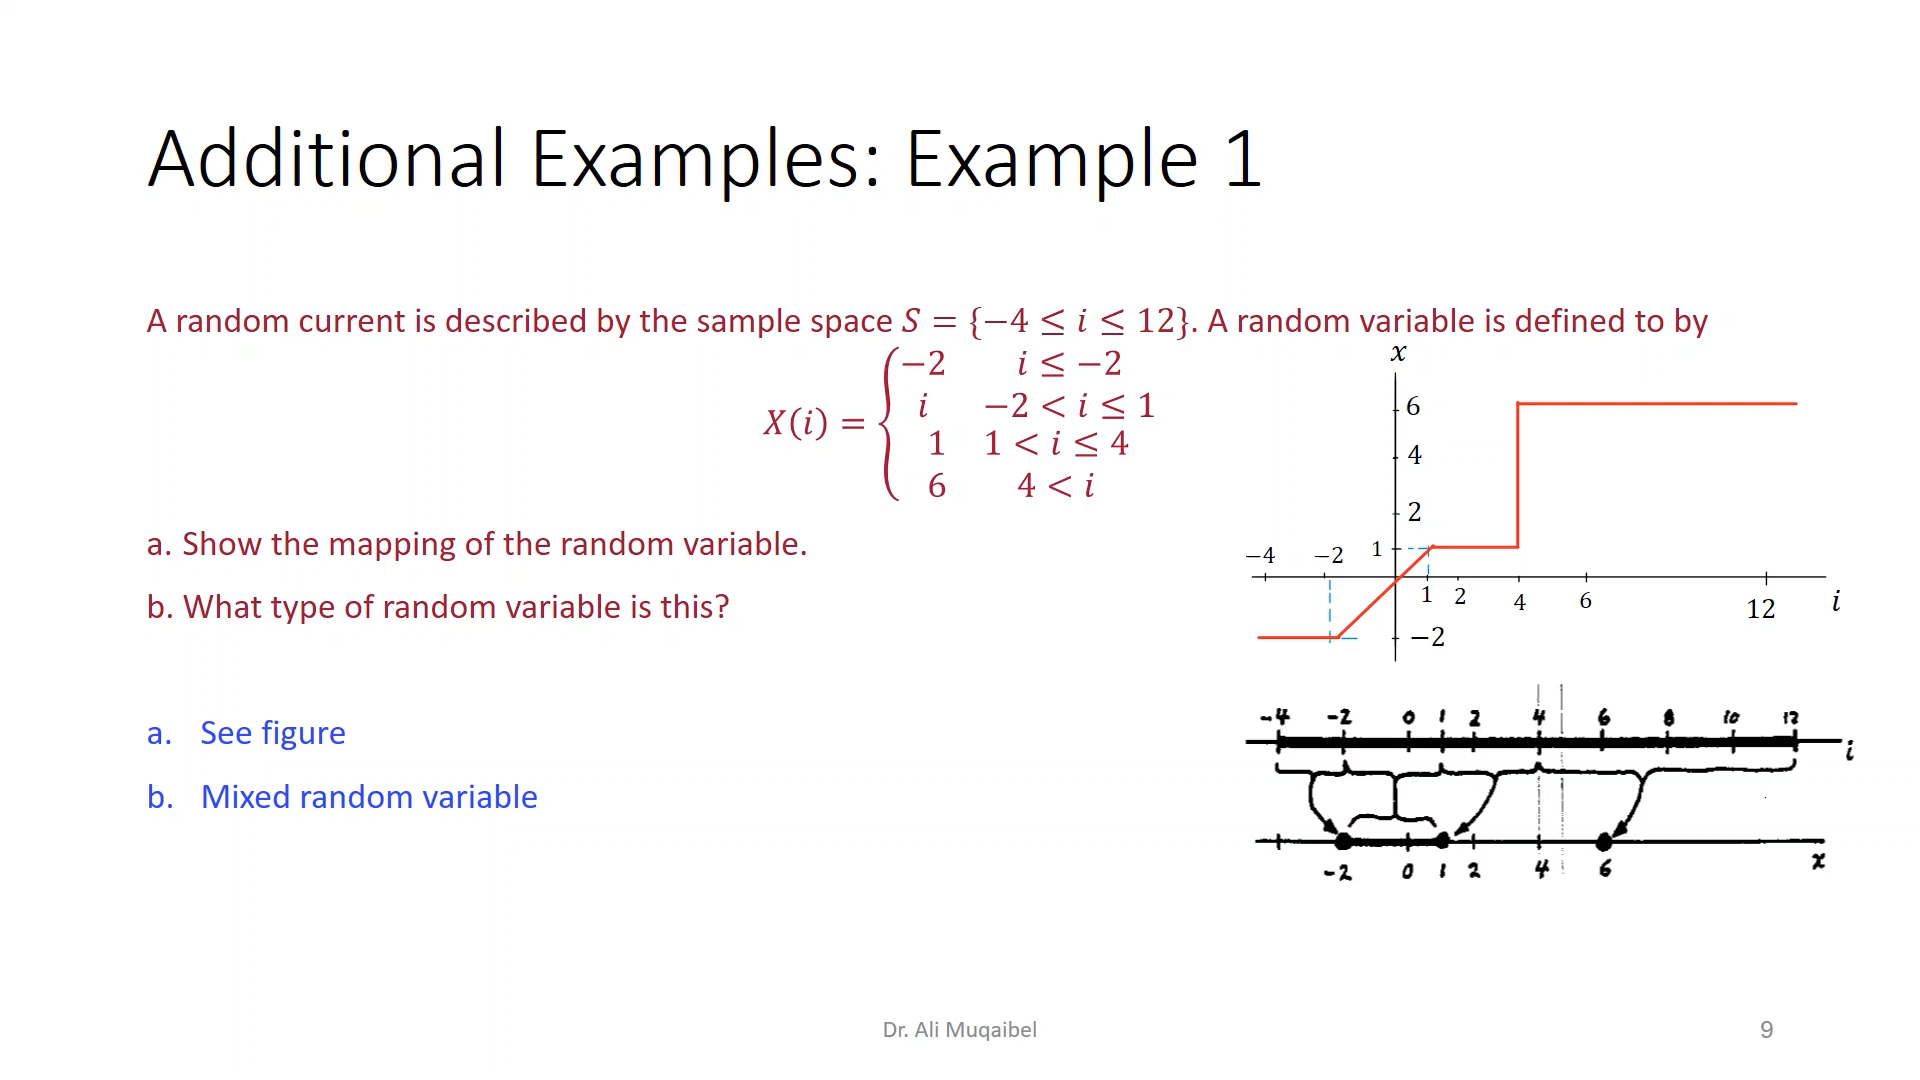 Additional Examples: Example 1
A random current is described by the sample space S = {−4 ≤ i ≤ 12}. A random variable is defined to by
−2 i ≤ −2
X(i) = { i −2 < i ≤ 1
1 1 < i ≤ 4
6 4 < i
a. Show the mapping of the random variable.
b. What type of random variable is this?
a. See figure
b. Mixed random variable
x
6
4
2
−4 −2 1
1 2 4 6 12 i
−2
-4 -2 0 1 2 4 6 8 10 12
i
-2 0 1 2 4 6 x
Dr. Ali Muqaibel
9